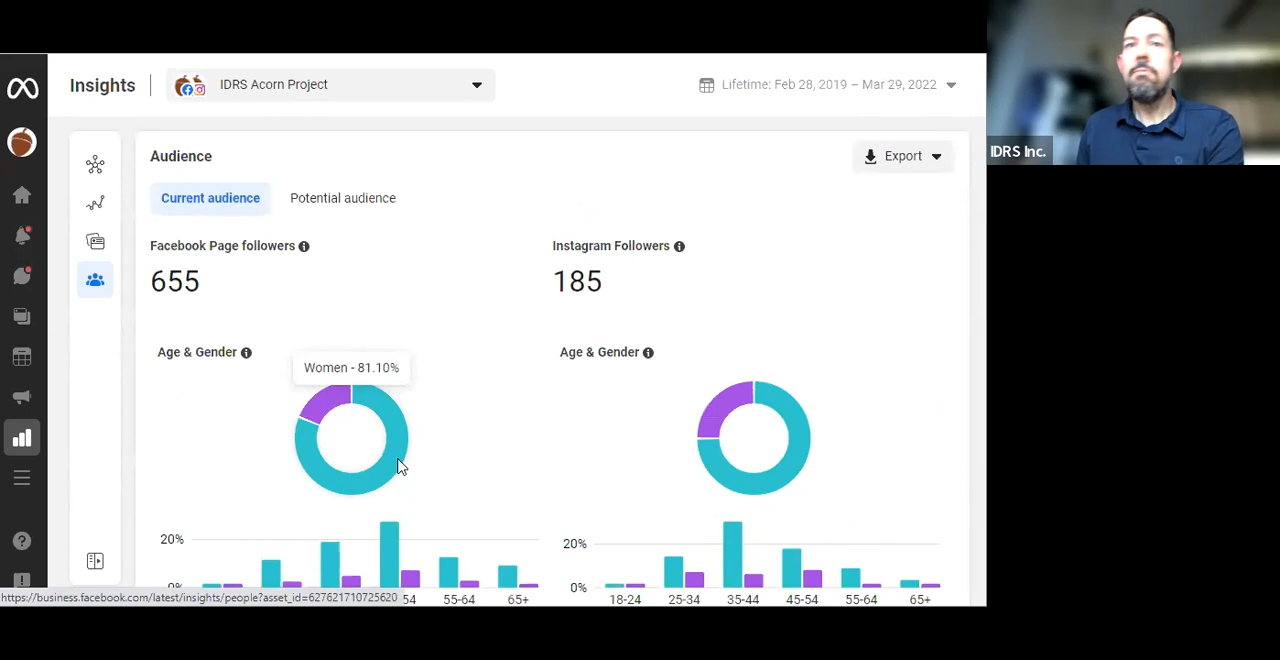 Insights
IDRS Acorn Project
Lifetime: Feb 28, 2019 – Mar 29, 2022
IDRS Inc.
Audience
Export
Current audience
Potential audience
Facebook Page followers
655
Instagram Followers
185
Age & Gender
Women - 81.10%
Age & Gender
20%
0%
54 55-64 65+
20%
0%
18-24 25-34 35-44 45-54 55-64 65+
https://business.facebook.com/latest/insights/people?asset_id=627621710725620